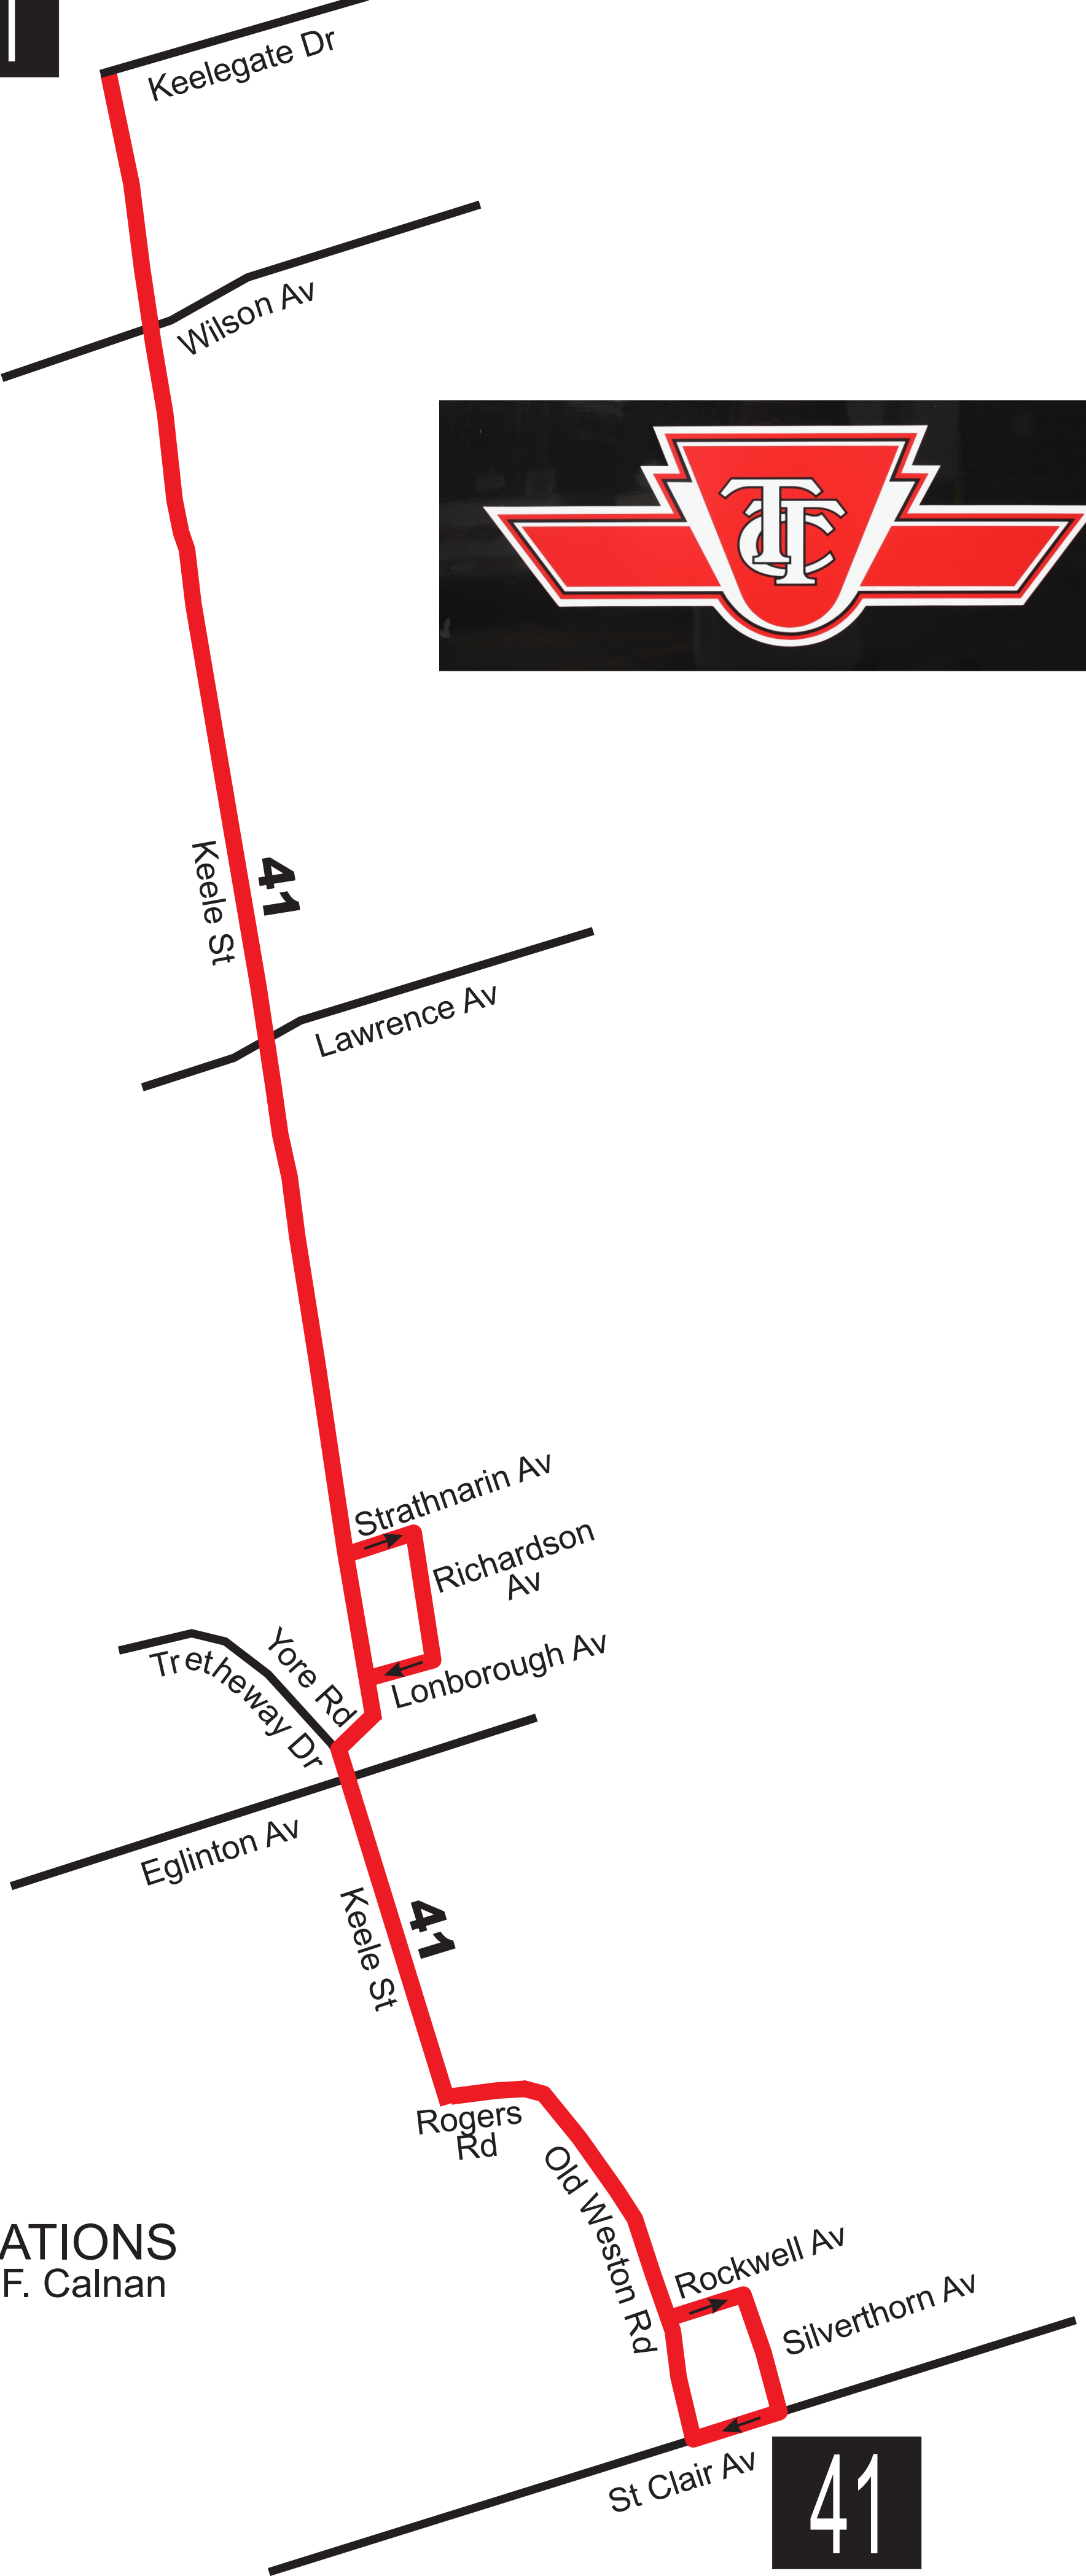 Keelegate Dr
Wilson Av
TTC
Keele St
41
Lawrence Av
Strathnarin Av
Richardson
Av
Yore Rd
Tretheway Dr
Lonborough Av
Eglinton Av
Keele St
41
Rogers
Rd
Old Weston Rd
ATIONS
F. Calnan
Rockwell Av
Silverthorn Av
St Clair Av
41